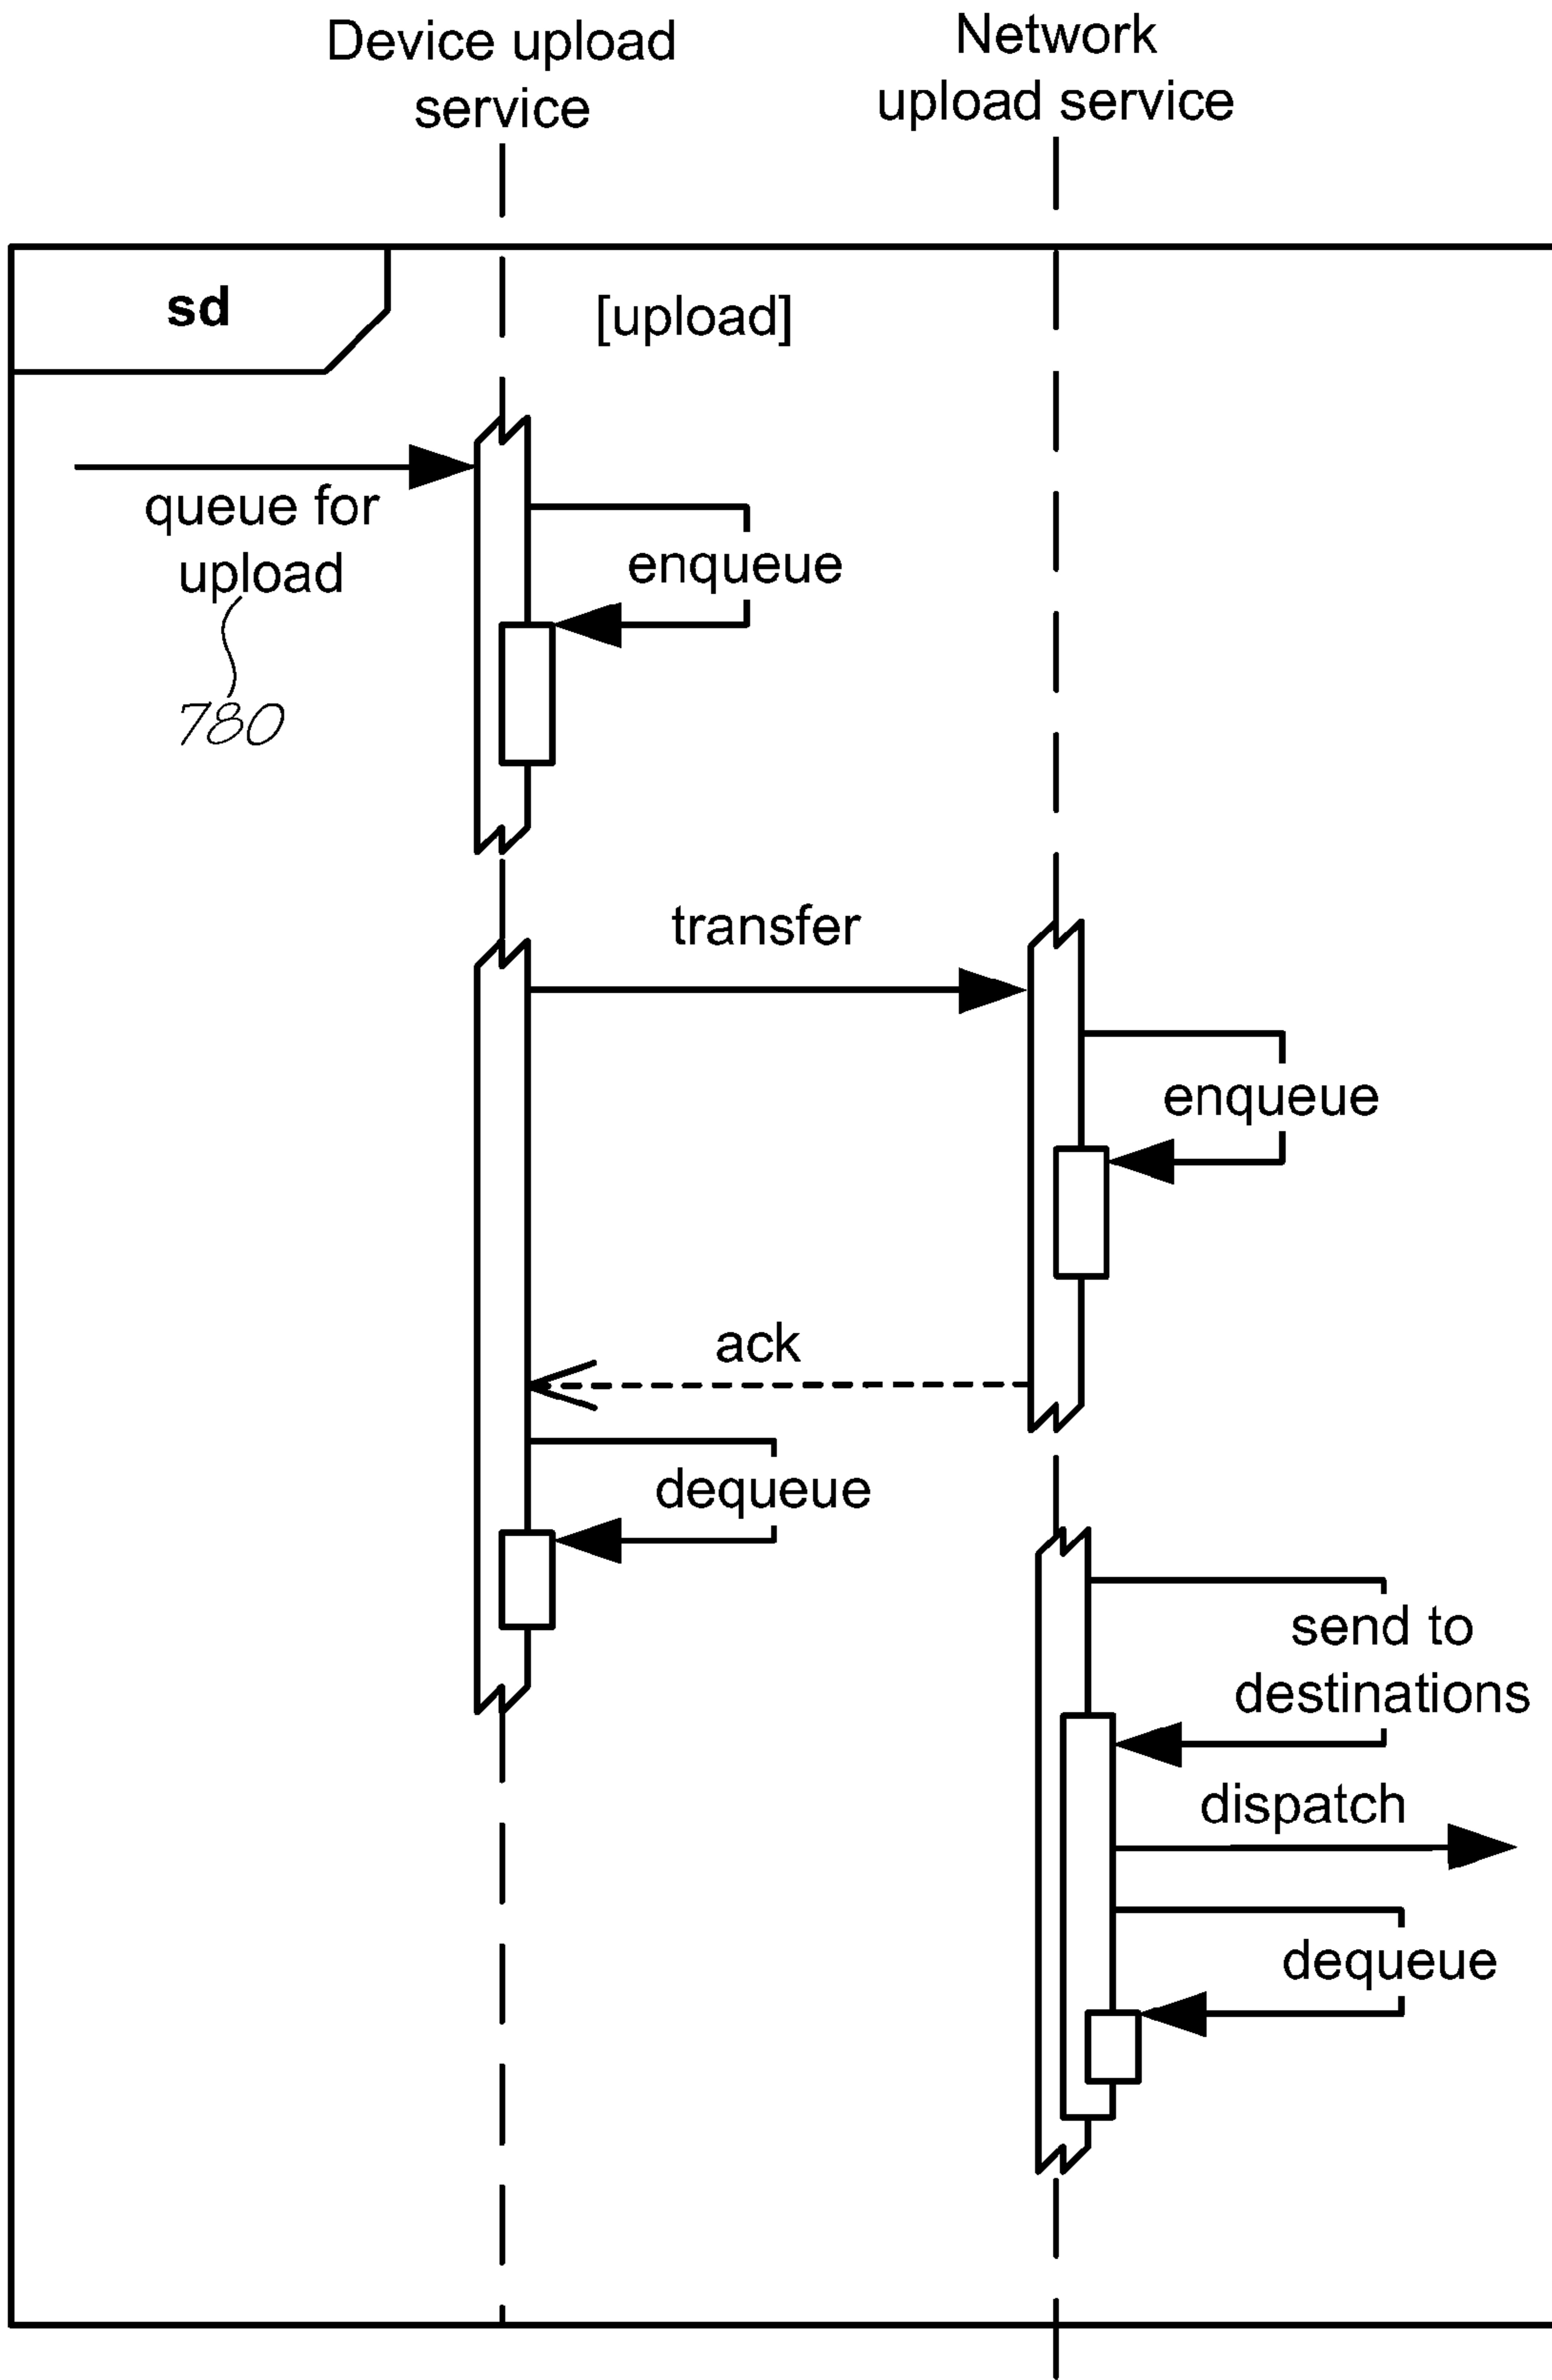 Device upload
service
Network
upload service
sd
[upload]
queue for
upload
780
enqueue
transfer
enqueue
ack
dequeue
send to
destinations
dispatch
dequeue